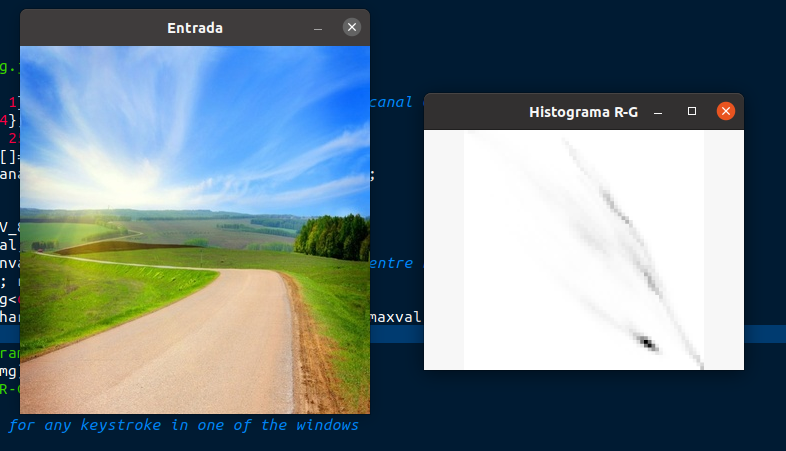 Entrada
g.
1
canal
Histograma R-G
4}
2
[]=
ana
;
V_8
al
nva
entre
; 
g<
har
maxval
ran
mg
R-G
for any keystroke in one of the windows